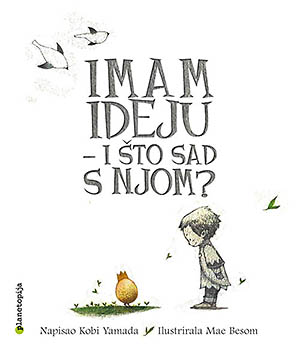 IMAM
IDEJU
– I ŠTO SAD
S NJOM?
planetopija
Napisao Kobi Yamada Ilustrirala Mae Besom